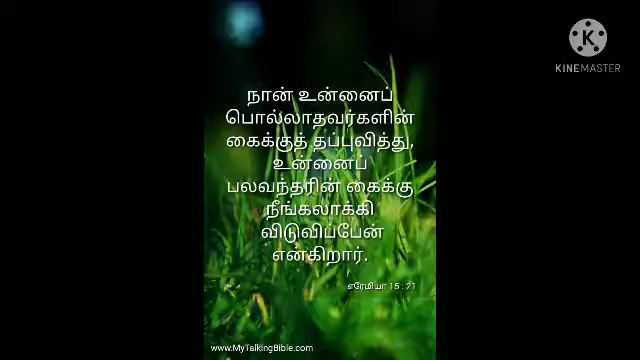 KINEMASTER
நான் உன்னைப்
பொல்லாதவர்களின்
கைக்குத் தப்புவித்து,
உன்னைப்
பலவந்தரின் கைக்கு
நீங்கலாக்கி
விடுவிப்பேன்
என்கிறார்.
எரேமியா 15 : 21
www.MyTalkingBible.com